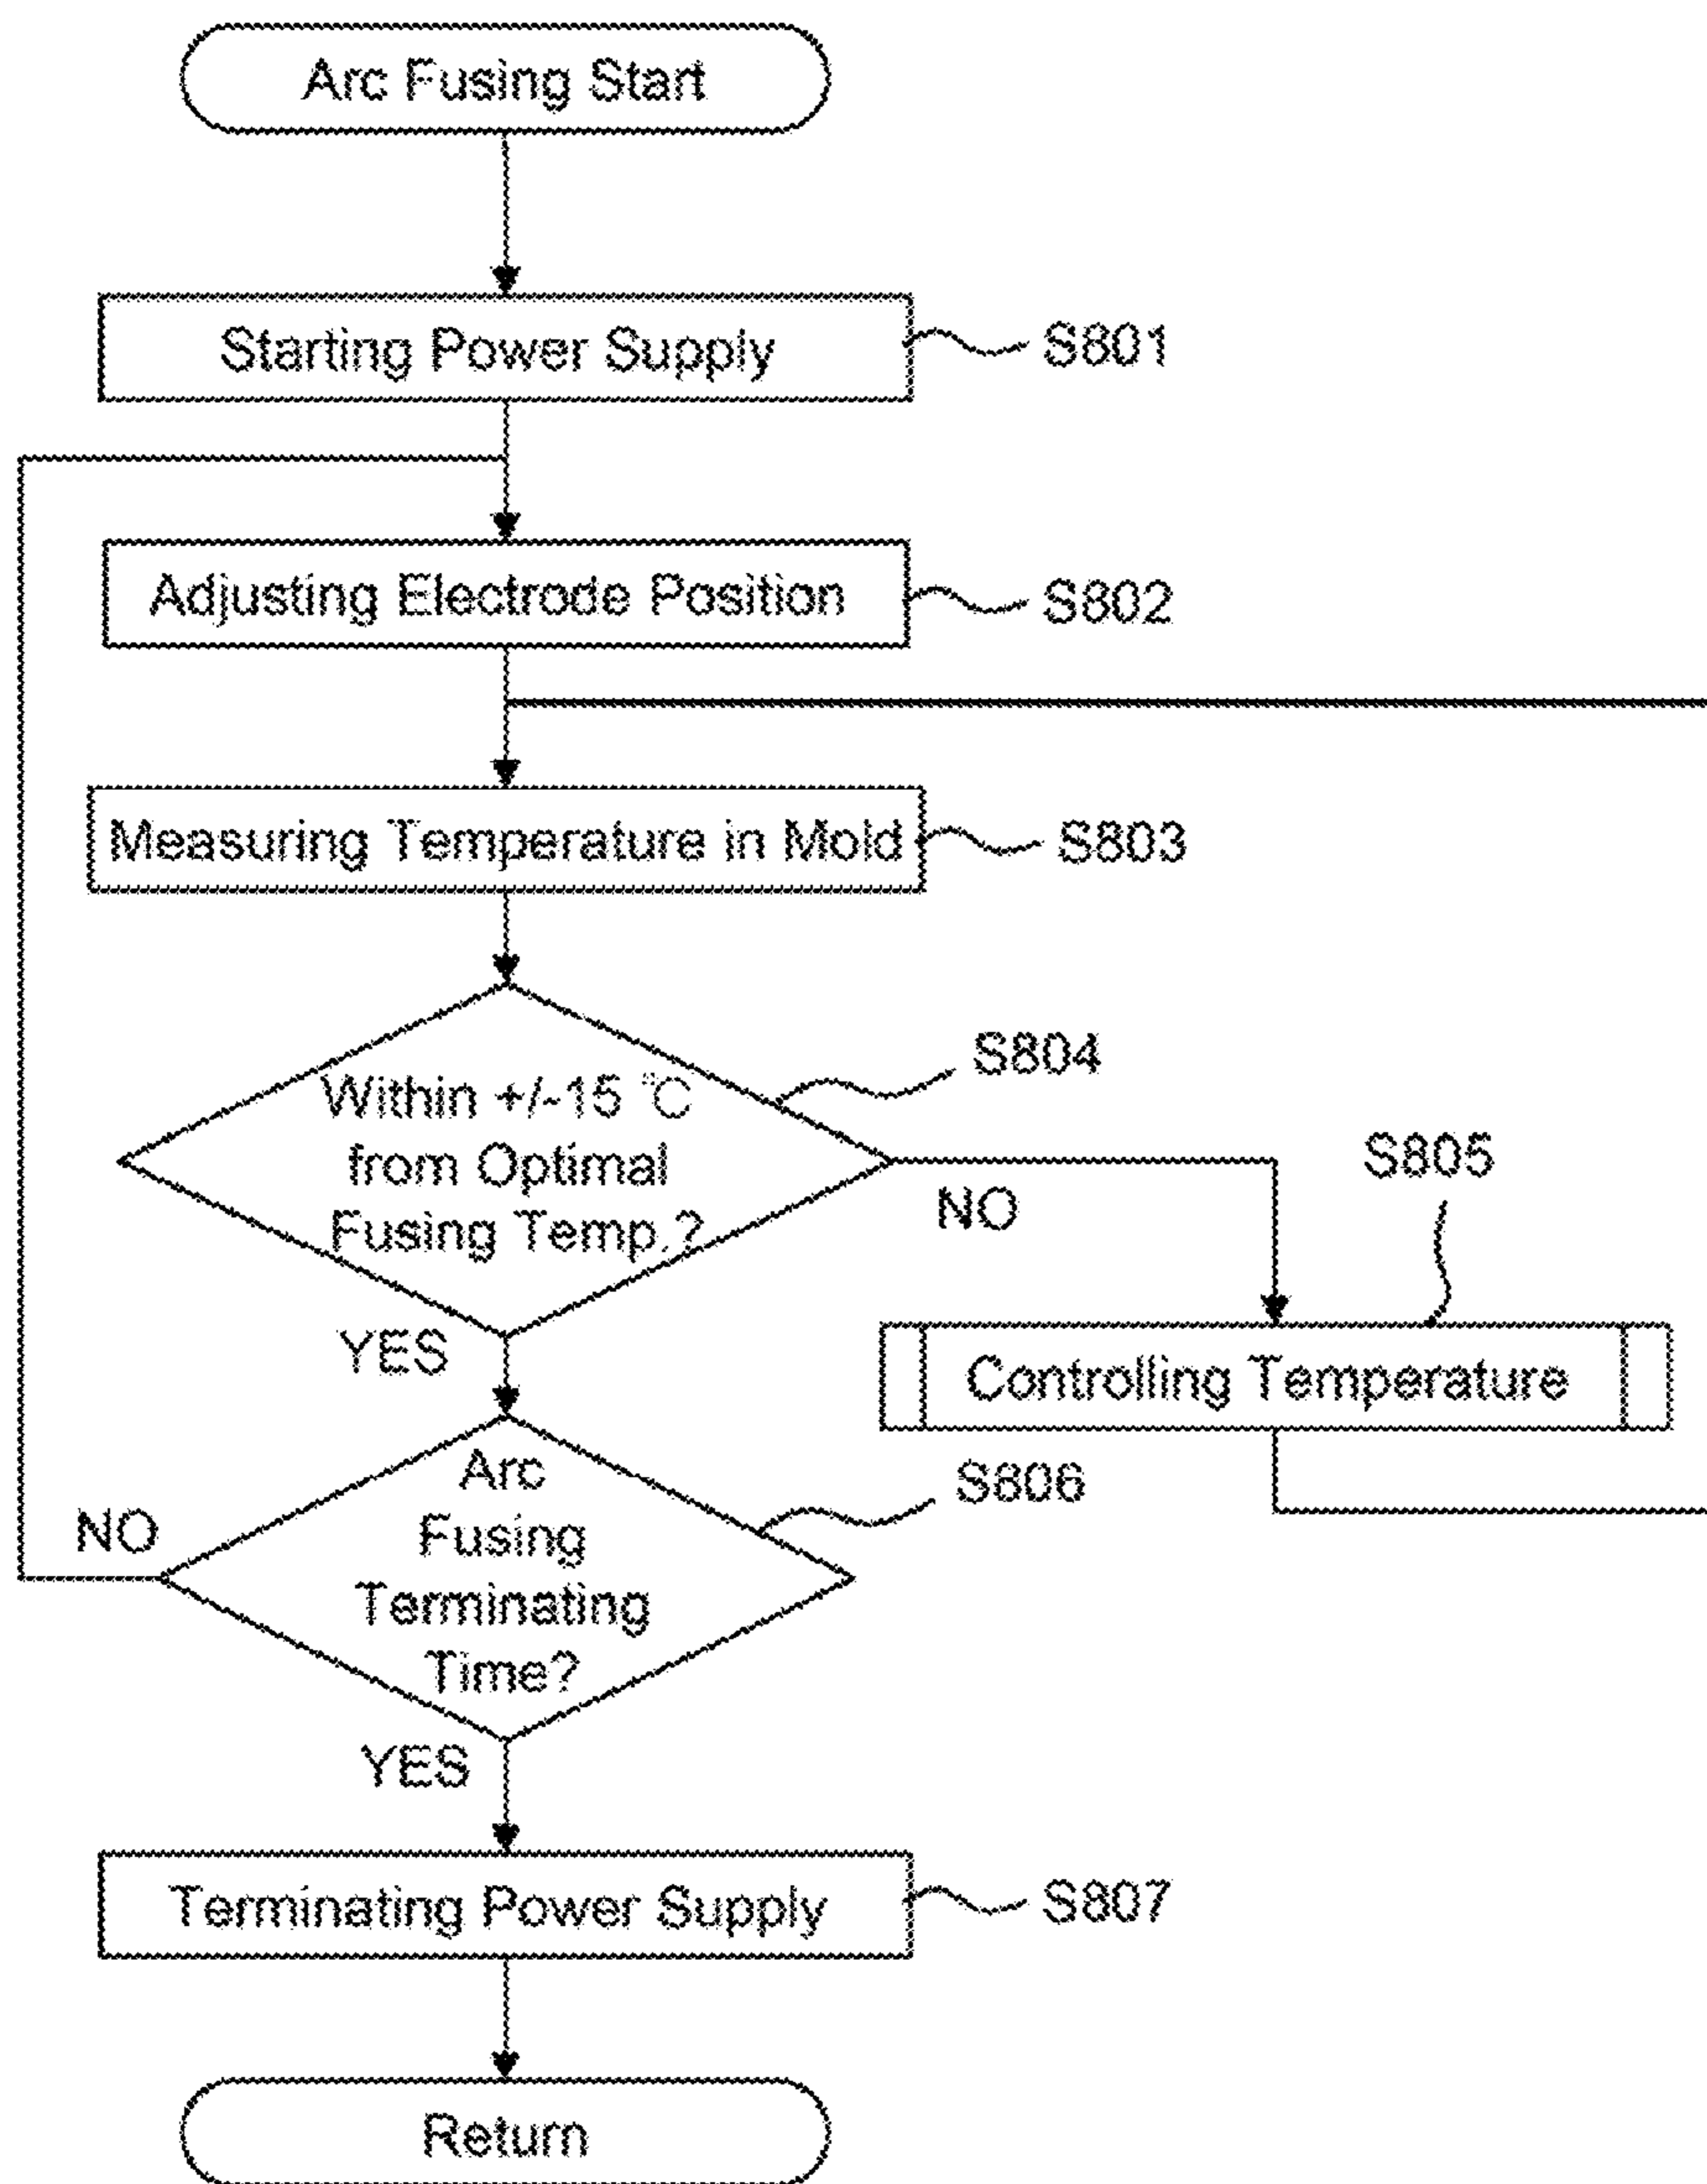 Arc Fusing Start
Starting Power Supply
S801
Adjusting Electrode Position
S802
Measuring Temperature in Mold
S803
Within +/-15 °C
from Optimal
Fusing Temp.?
S804
NO
S805
YES
Controlling Temperature
Arc
Fusing
Terminating
Time?
S806
NO
YES
Terminating Power Supply
S807
Return